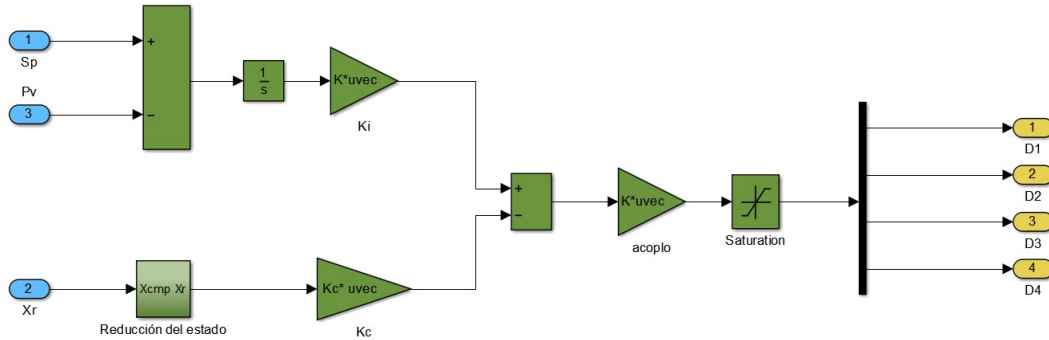 1
+
Sp
1
s
K*uvec
Pv
3
−
Ki
1
D1
+
−
K*uvec
acoplo
Saturation
2
D2
3
D3
4
D4
2
Xr
Xcmp Xr
Reducción del estado
Kc* uvec
Kc